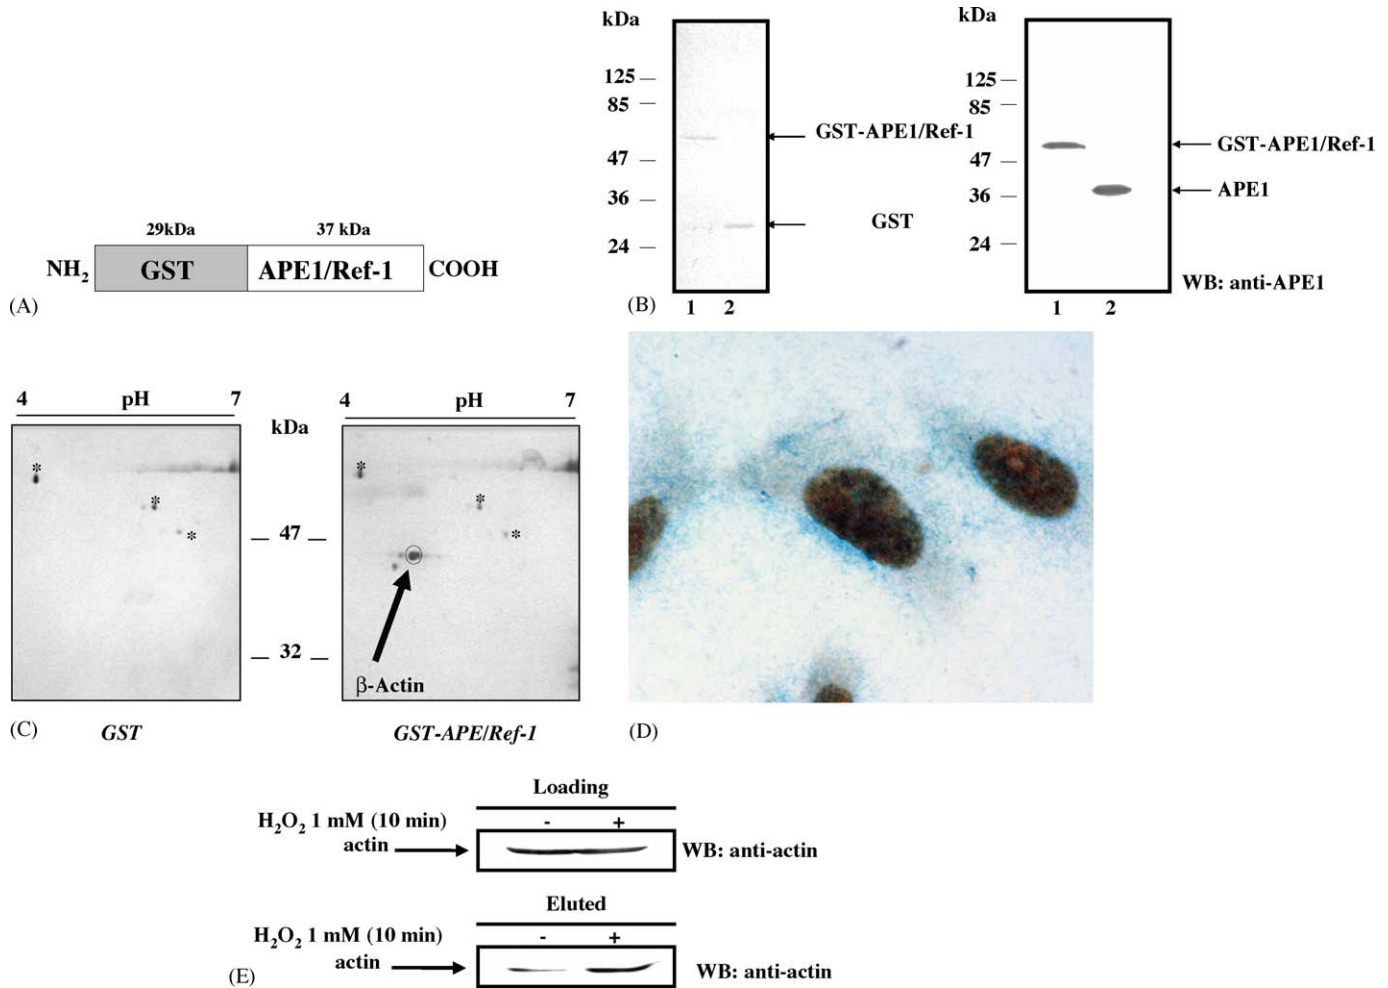 29kDa 37 kDa
NH2 GST APE1/Ref-1 COOH
(A)
kDa
125
85
47
36
24
GST-APE1/Ref-1
GST
1 2
(B)
kDa
125
85
47
36
24
GST-APE1/Ref-1
APE1
WB: anti-APE1
1 2
4 pH 7
kDa
4 pH 7
*
*
*
47
32
*
*
*
β-Actin
(C)
GST
GST-APE/Ref-1
(D)
Loading
H2O2 1 mM (10 min) - +
actin
WB: anti-actin
Eluted
H2O2 1 mM (10 min) - +
actin
WB: anti-actin
(E)